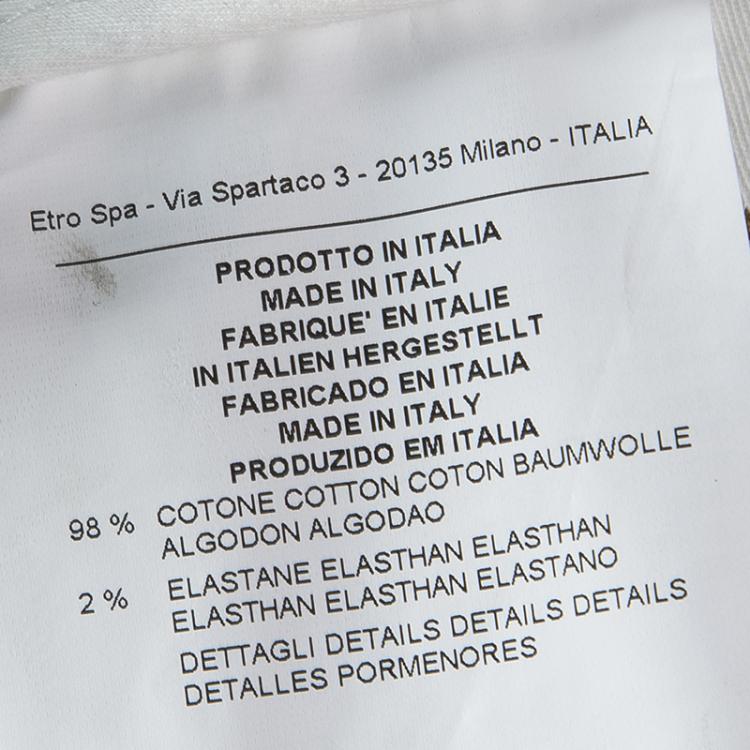 Etro Spa - Via Spartaco 3 - 20135 Milano - ITALIA
PRODOTTO IN ITALIA
MADE IN ITALY
FABRIQUE' EN ITALIE
IN ITALIEN HERGESTELLT
FABRICADO EN ITALIA
MADE IN ITALY
PRODUZIDO EM ITALIA
98 % COTONE COTTON COTON BAUMWOLLE
ALGODON ALGODAO
2 % ELASTANE ELASTHAN ELASTHAN
ELASTHAN ELASTHAN ELASTANO
DETTAGLI DETAILS DETAILS DETAILS
DETALLES PORMENORES